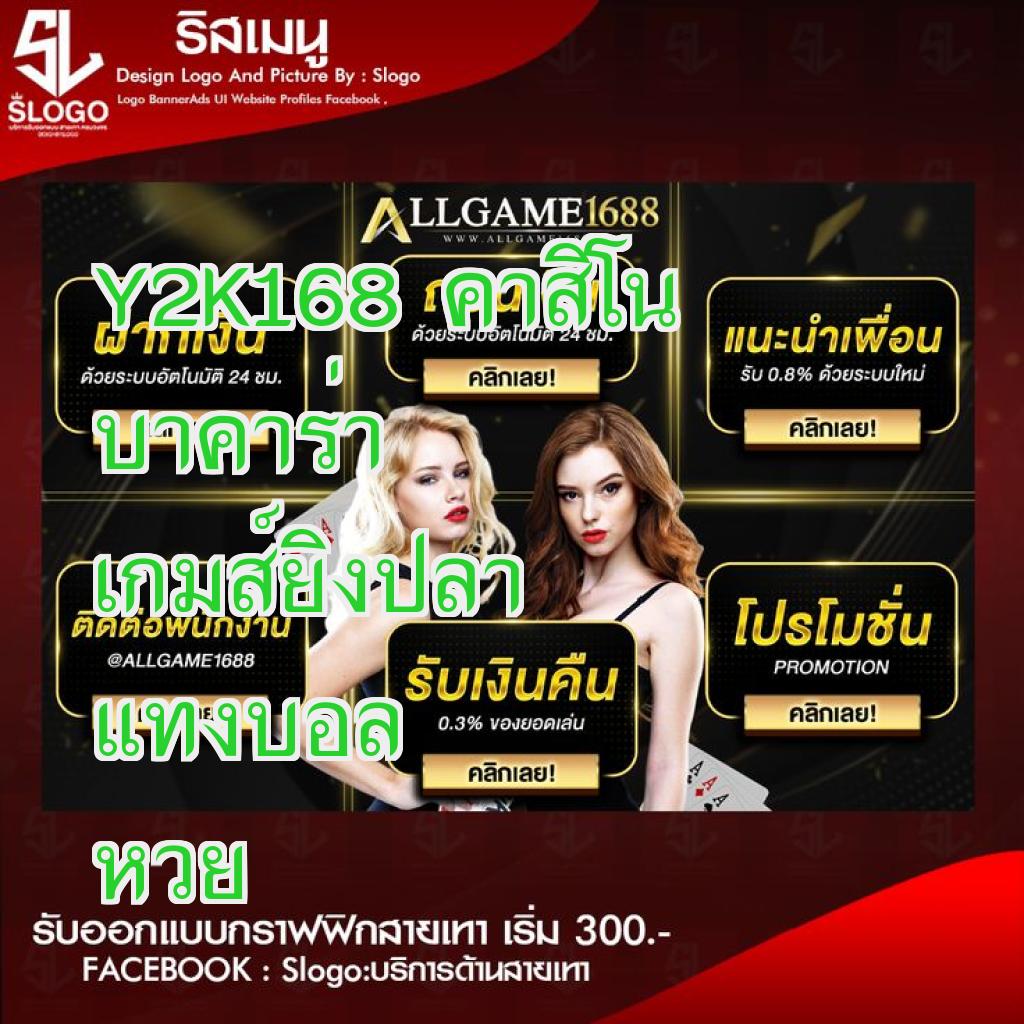 SL
SLOGO
ริสเมนู
Design Logo And Picture By : Slogo
Logo BannerAds UI Website Profiles Facebook .
ALLGAME1688
Y2K168 คาสิโน
บาคาร่า
เกมส์ยิงปลา
แทงบอล
หวย
ฝากเงิน
ด้วยระบบอัตโนมัติ 24 ชม.
ด้วยระบบอัตโนมัติ 24 ชม.
คลิกเลย!
แนะนำเพื่อน
รับ 0.8% ด้วยระบบใหม่
คลิกเลย!
ติดต่อพนักงาน
@ALLGAME1688
รับเงินคืน
0.3% ของยอดเล่น
คลิกเลย!
โปรโมชั่น
PROMOTION
คลิกเลย!
รับออกแบบกราฟฟิกสายเทา เริ่ม 300.-
FACEBOOK : Slogo:บริการด้านสายเทา